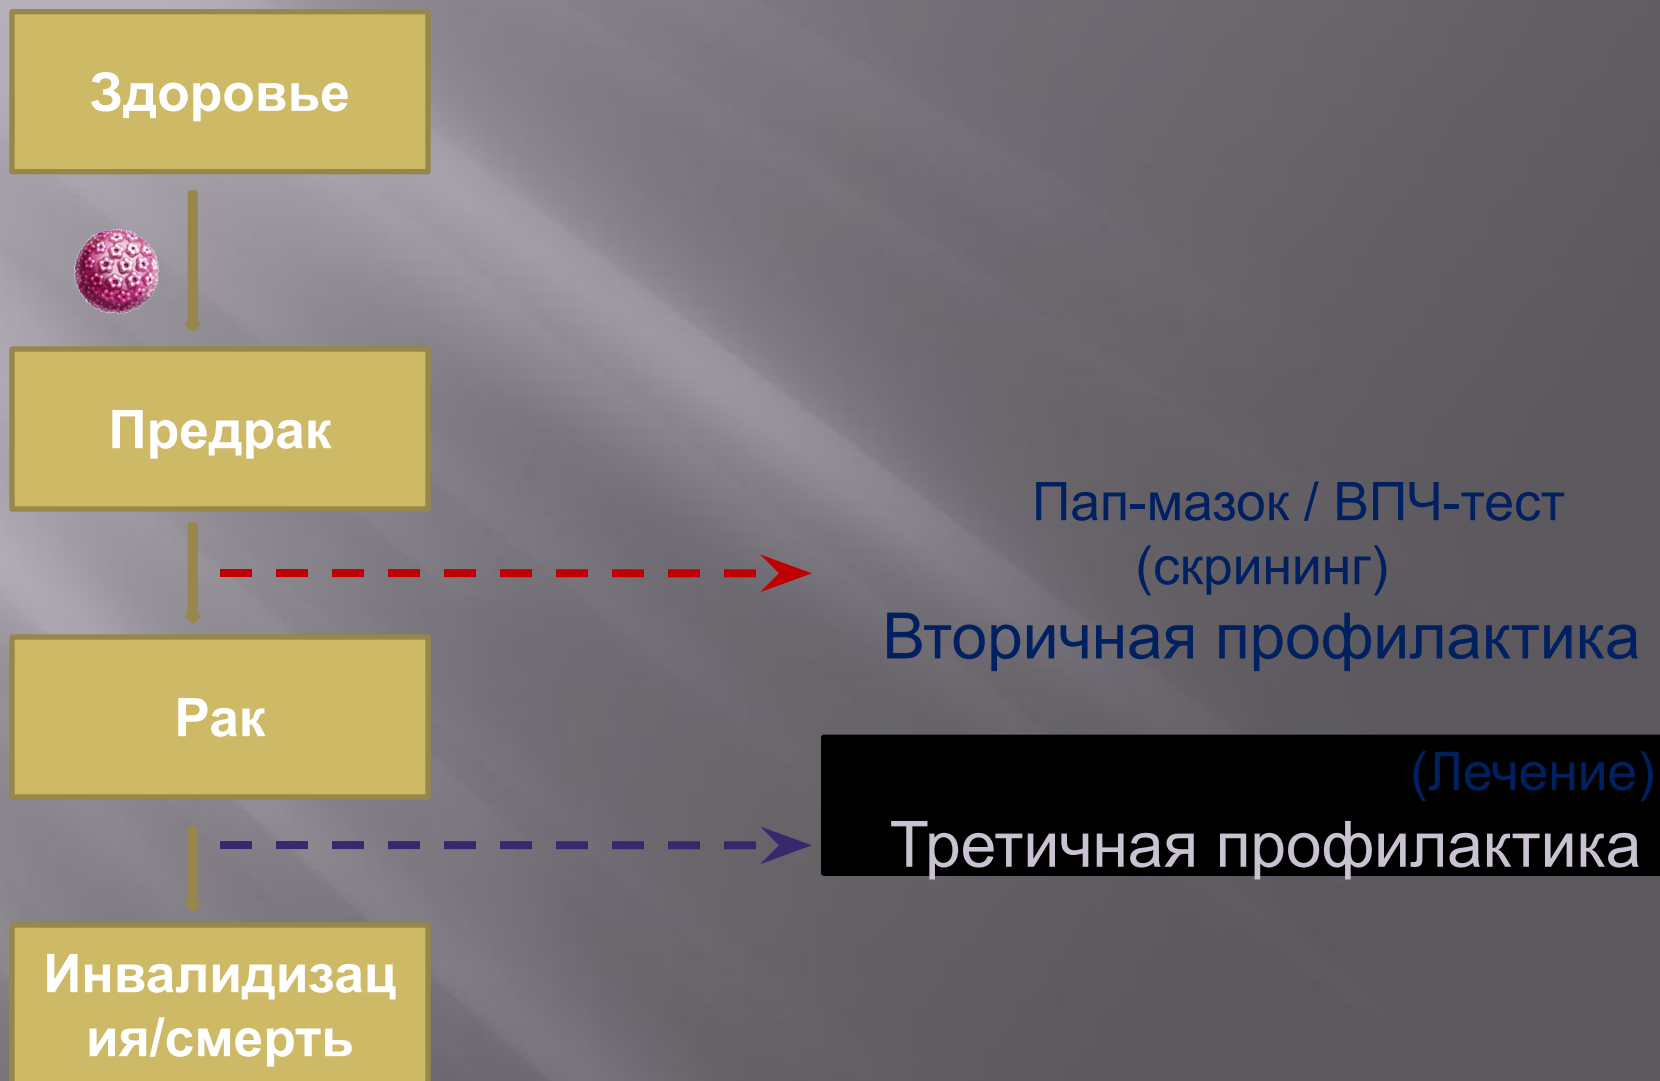 Здоровье
Предрак
Пап-мазок / ВПЧ-тест
(скрининг)
Вторичная профилактика
Рак
(Лечение)
Третичная профилактика
Инвалидизац
ия/смерть